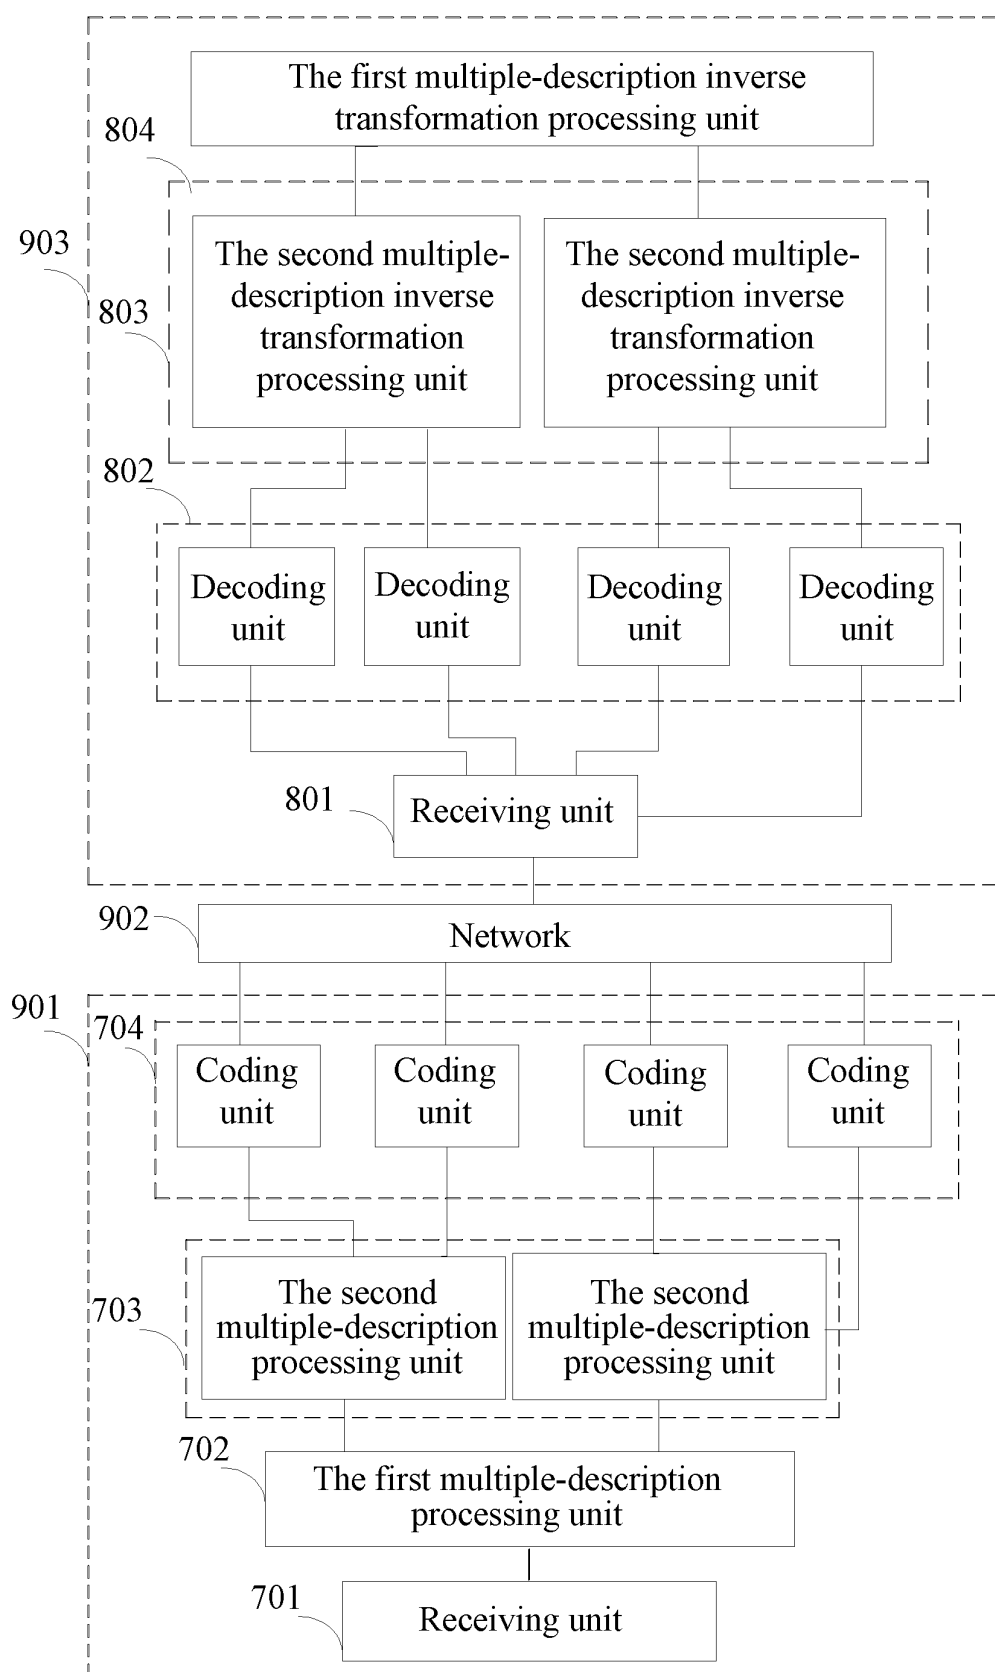 The first multiple-description inverse
transformation processing unit
804
903
The second multiple-
description inverse
transformation
processing unit
The second multiple-
description inverse
transformation
processing unit
803
802
Decoding
unit
Decoding
unit
Decoding
unit
Decoding
unit
801
Receiving unit
902
Network
901
704
Coding
unit
Coding
unit
Coding
unit
Coding
unit
703
The second
multiple-description
processing unit
The second
multiple-description
processing unit
702
The first multiple-description
processing unit
701
Receiving unit